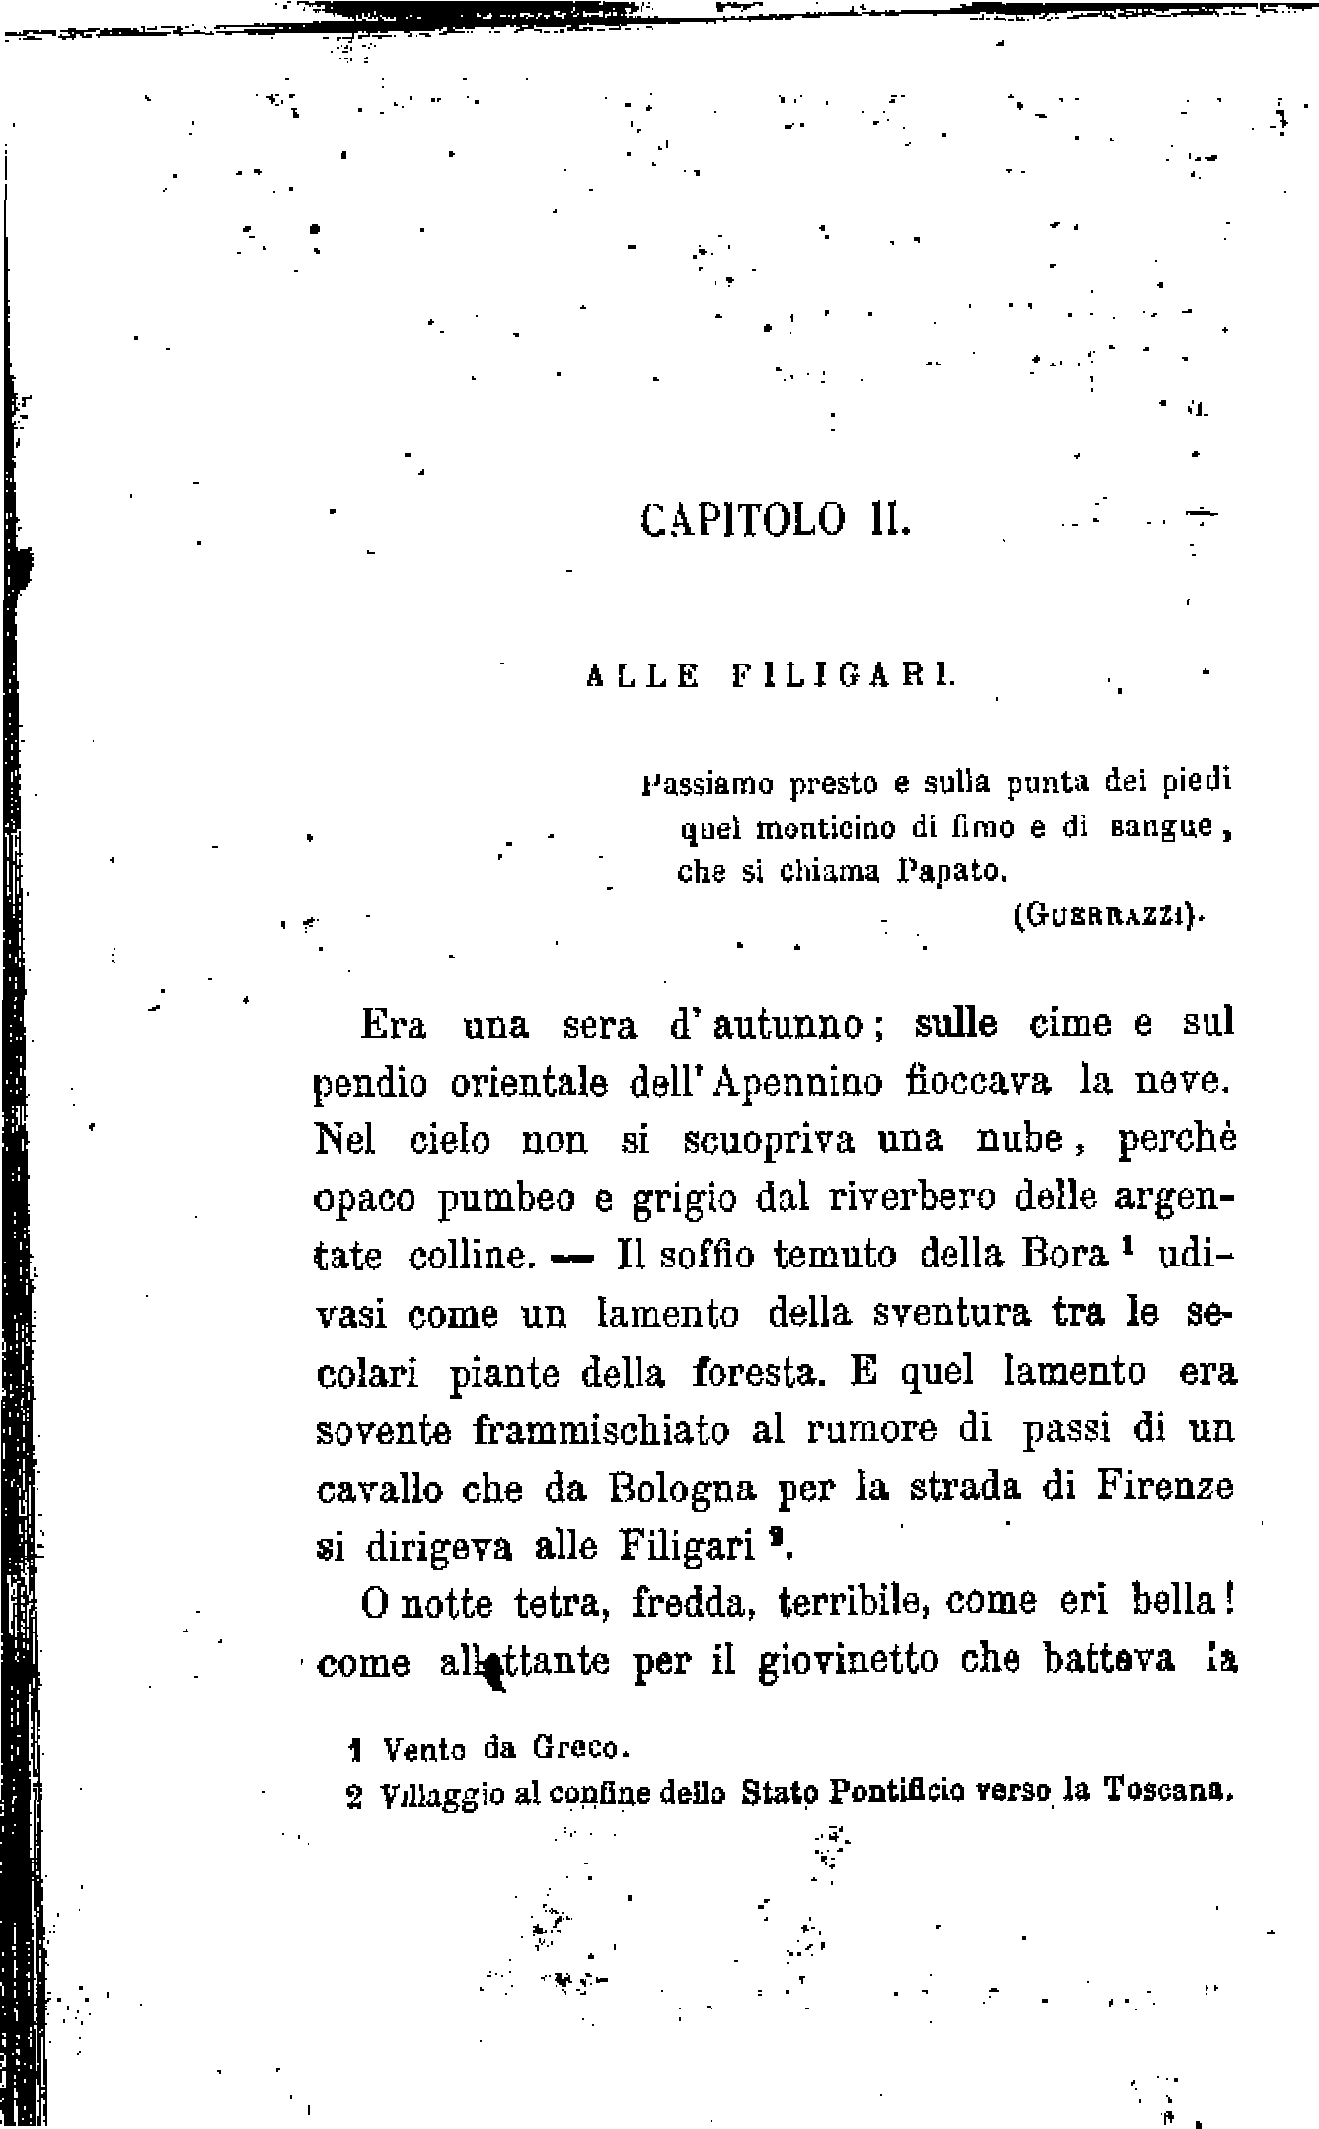 CAPITOLO II.
ALLE FILIGARI.
Passiamo presto e sulla punta dei piedi
quel monticino di fimo e di sangue,
che si chiama Papato.
(GUERRAZZI).
Era una sera d'autunno; sulle cime e sul
pendio orientale dell'Apennino fioccava la neve.
Nel cielo non si scuopriva una nube, perchè
opaco pumbeo e grigio dal riverbero delle argen-
tate colline. — Il soffio temuto della Bora ¹ udi-
vasi come un lamento della sventura tra le se-
colari piante della foresta. E quel lamento era
sovente frammischiato al rumore di passi di un
cavallo che da Bologna per la strada di Firenze
si dirigeva alle Filigari ².
O notte tetra, fredda, terribile, come eri bella!
come allettante per il giovinetto che batteva la
1 Vento da Greco.
2 Villaggio al confine dello Stato Pontificio verso la Toscana.